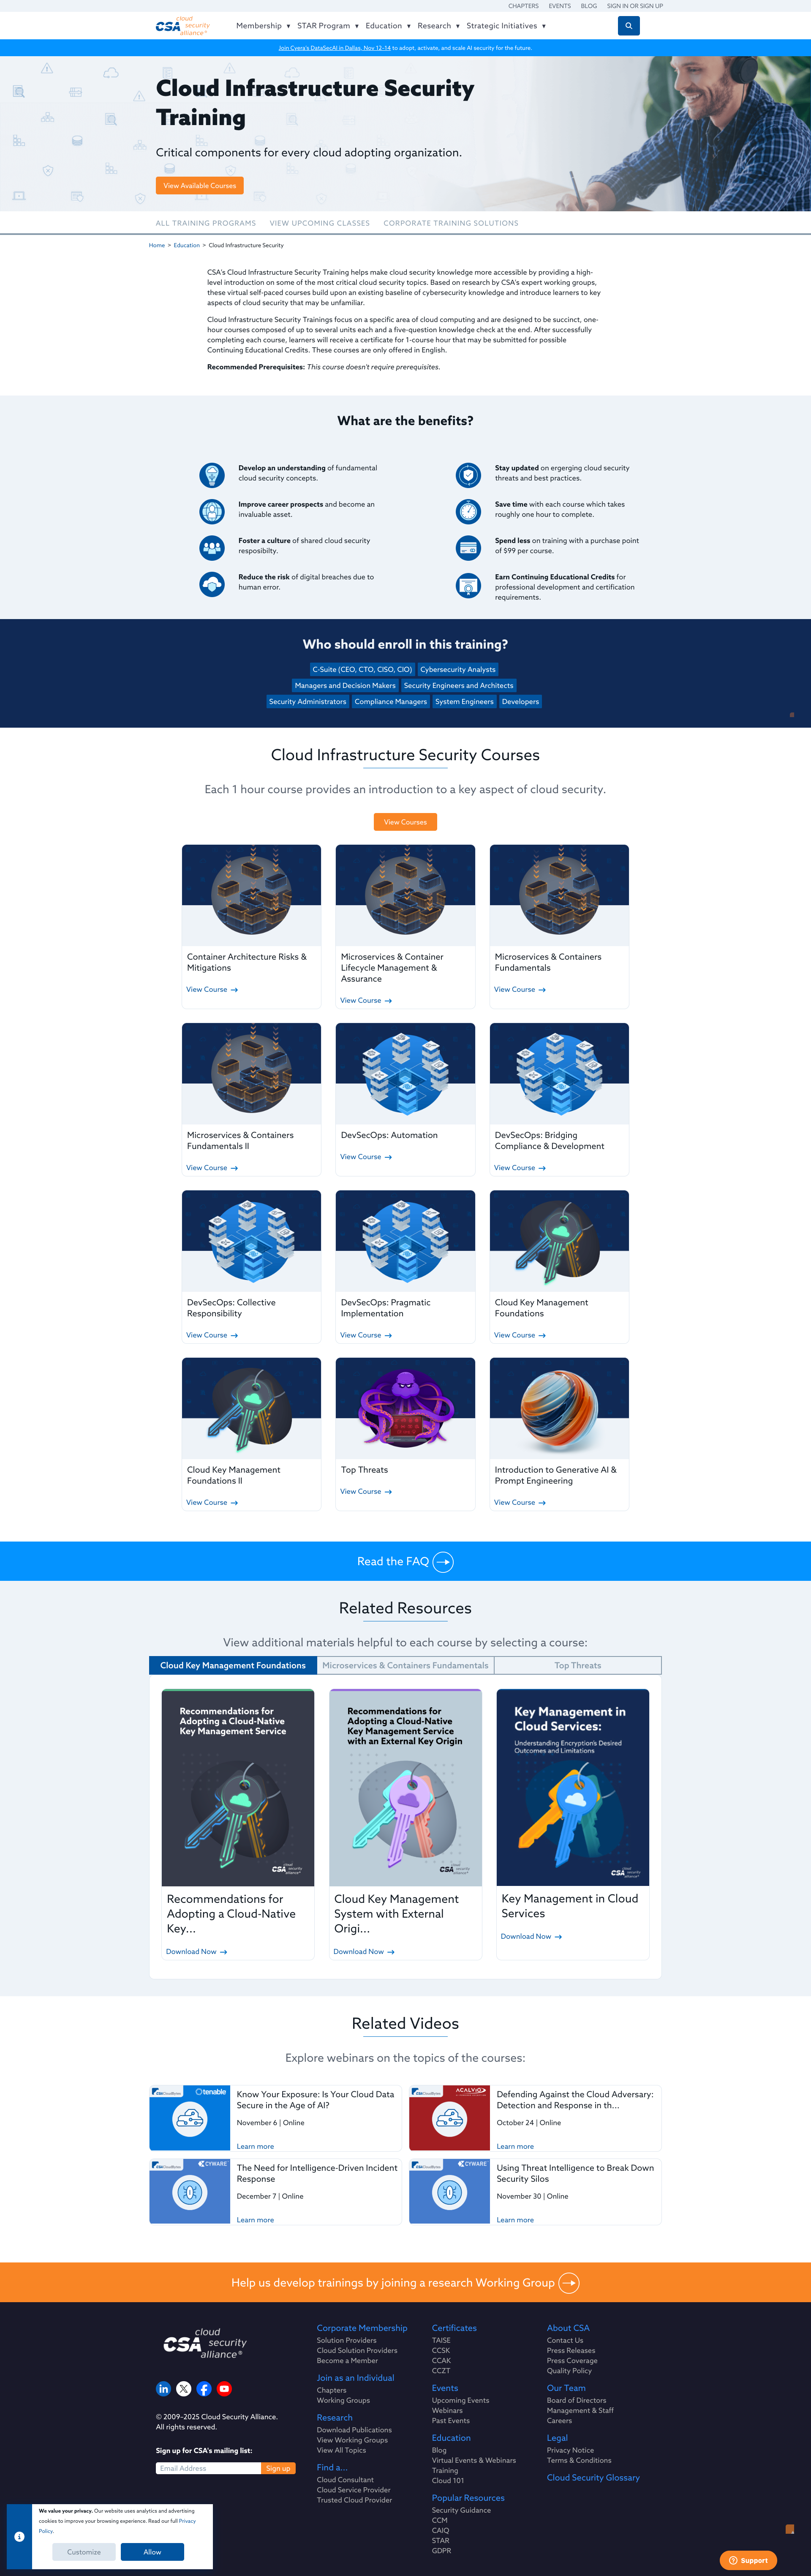 CHAPTERS EVENTS BLOG SIGN IN OR SIGN UP
CSA cloud security alliance®
Membership ▼ STAR Program ▼ Education ▼ Research ▼ Strategic Initiatives ▼
Join Cyera's DataSecAI in Dallas, Nov 12–14 to adopt, activate, and scale AI security for the future.
Cloud Infrastructure Security
Training
Critical components for every cloud adopting organization.
View Available Courses
ALL TRAINING PROGRAMS VIEW UPCOMING CLASSES CORPORATE TRAINING SOLUTIONS
Home > Education > Cloud Infrastructure Security
CSA's Cloud Infrastructure Security Training helps make cloud security knowledge more accessible by providing a high-
level introduction on some of the most critical cloud security topics. Based on research by CSA's expert working groups,
these virtual self-paced courses build upon an existing baseline of cybersecurity knowledge and introduce learners to key
aspects of cloud security that may be unfamiliar.
Cloud Infrastructure Security Trainings focus on a specific area of cloud computing and are designed to be succinct, one-
hour courses composed of up to several units each and a five-question knowledge check at the end. After successfully
completing each course, learners will receive a certificate for 1-course hour that may be submitted for possible
Continuing Educational Credits. These courses are only offered in English.
Recommended Prerequisites: This course doesn't require prerequisites.
What are the benefits?
Develop an understanding of fundamental
cloud security concepts.
Stay updated on ergerging cloud security
threats and best practices.
Improve career prospects and become an
invaluable asset.
Save time with each course which takes
roughly one hour to complete.
Foster a culture of shared cloud security
resposibilty.
Spend less on training with a purchase point
of $99 per course.
Reduce the risk of digital breaches due to
human error.
Earn Continuing Educational Credits for
professional development and certification
requirements.
Who should enroll in this training?
C-Suite (CEO, CTO, CISO, CIO) Cybersecurity Analysts
Managers and Decision Makers Security Engineers and Architects
Security Administrators Compliance Managers System Engineers Developers
Cloud Infrastructure Security Courses
Each 1 hour course provides an introduction to a key aspect of cloud security.
View Courses
Container Architecture Risks &
Mitigations
View Course →
Microservices & Container
Lifecycle Management &
Assurance
View Course →
Microservices & Containers
Fundamentals
View Course →
Microservices & Containers
Fundamentals II
View Course →
DevSecOps: Automation
View Course →
DevSecOps: Bridging
Compliance & Development
View Course →
DevSecOps: Collective
Responsibility
View Course →
DevSecOps: Pragmatic
Implementation
View Course →
Cloud Key Management
Foundations
View Course →
Cloud Key Management
Foundations II
View Course →
Top Threats
View Course →
Introduction to Generative AI &
Prompt Engineering
View Course →
Read the FAQ
Related Resources
View additional materials helpful to each course by selecting a course:
Cloud Key Management Foundations Microservices & Containers Fundamentals Top Threats
Recommendations for
Adopting a Cloud-Native
Key Management Service
CSA cloud security alliance®
Recommendations for
Adopting a Cloud-Native
Key...
Download Now →
Recommendations for
Adopting a Cloud-Native
Key Management Service
with an External Key Origin
CSA cloud security alliance®
Cloud Key Management
System with External
Origi...
Download Now →
Key Management in
Cloud Services:
Understanding Encryption's Desired
Outcomes and Limitations
CSA cloud security alliance®
Key Management in Cloud
Services
Download Now →
Related Videos
Explore webinars on the topics of the courses:
CSA CloudBytes tenable
Know Your Exposure: Is Your Cloud Data
Secure in the Age of AI?
November 6 | Online
Learn more
CSA CloudBytes ACALVIO
Defending Against the Cloud Adversary:
Detection and Response in th...
October 24 | Online
Learn more
CSA CloudBytes CYWARE
The Need for Intelligence-Driven Incident
Response
December 7 | Online
Learn more
CSA CloudBytes CYWARE
Using Threat Intelligence to Break Down
Security Silos
November 30 | Online
Learn more
Help us develop trainings by joining a research Working Group
CSA cloud security alliance®
© 2009–2025 Cloud Security Alliance.
All rights reserved.
Sign up for CSA's mailing list:
Email Address Sign up
Corporate Membership
Solution Providers
Cloud Solution Providers
Become a Member
Join as an Individual
Chapters
Working Groups
Research
Download Publications
View Working Groups
View All Topics
Find a...
Cloud Consultant
Cloud Service Provider
Trusted Cloud Provider
Certificates
TAISE
CCSK
CCAK
CCZT
Events
Upcoming Events
Webinars
Past Events
Education
Blog
Virtual Events & Webinars
Training
Cloud 101
Popular Resources
Security Guidance
CCM
CAIQ
STAR
GDPR
About CSA
Contact Us
Press Releases
Press Coverage
Quality Policy
Our Team
Board of Directors
Management & Staff
Careers
Legal
Privacy Notice
Terms & Conditions
Cloud Security Glossary
We value your privacy. Our website uses analytics and advertising
cookies to improve your browsing experience. Read our full Privacy
Policy.
Customize Allow
Support